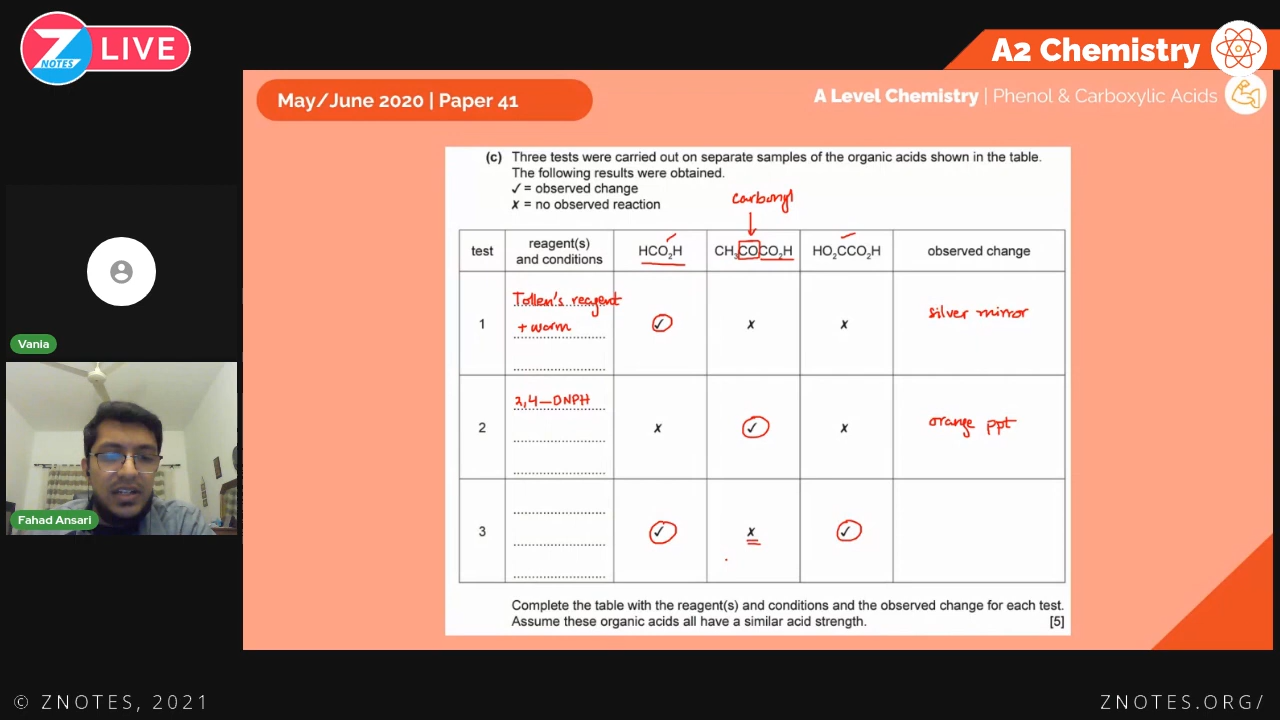 Z NOTES LIVE
A2 Chemistry
May/June 2020 | Paper 41
A Level Chemistry | Phenol & Carboxylic Acids
(c) Three tests were carried out on separate samples of the organic acids shown in the table.
The following results were obtained.
✓ = observed change
✗ = no observed reaction
carbonyl
test
reagent(s)
and conditions
HCO₂H
CH₃COCO₂H
HO₂CCO₂H
observed change
1
Tollen's reagent
+ warm
✓
✗
✗
silver mirror
2
2,4-DNPH
✗
✓
✗
orange ppt
3
✓
✗
✓
Complete the table with the reagent(s) and conditions and the observed change for each test.
Assume these organic acids all have a similar acid strength.
[5]
Vania
Fahad Ansari
© ZNOTES, 2021
ZNOTES.ORG/